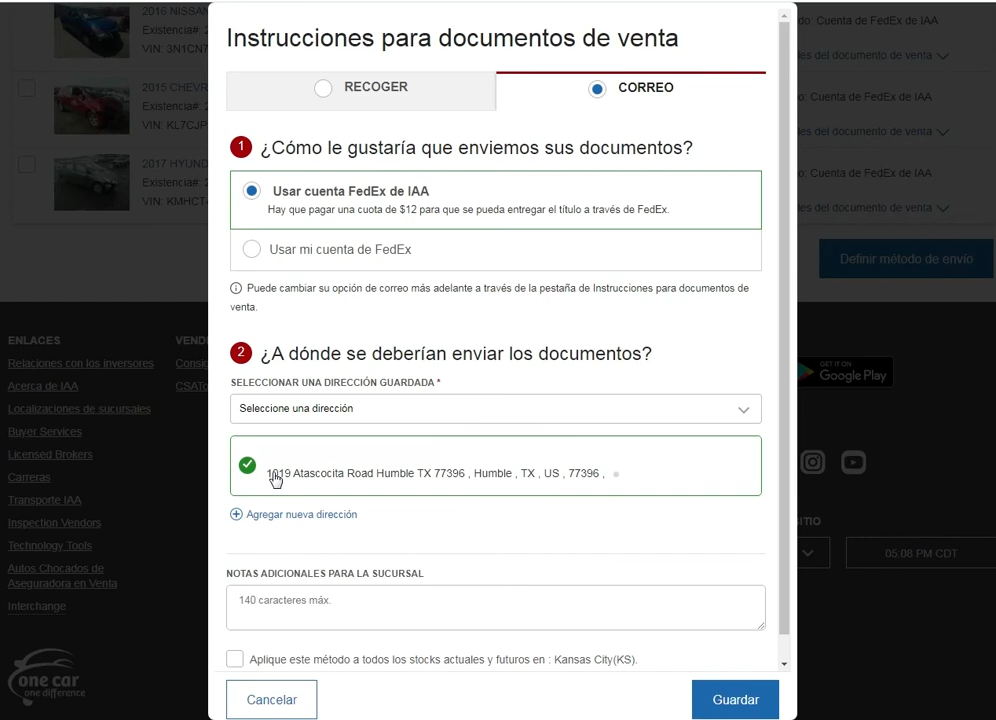 Instrucciones para documentos de venta
RECOGER
CORREO
1 ¿Cómo le gustaría que enviemos sus documentos?
Usar cuenta FedEx de IAA
Hay que pagar una cuota de $12 para que se pueda entregar el título a través de FedEx.
Usar mi cuenta de FedEx
Puede cambiar su opción de correo más adelante a través de la pestaña de Instrucciones para documentos de
venta.
2 ¿A dónde se deberían enviar los documentos?
SELECCIONAR UNA DIRECCIÓN GUARDADA *
Seleccione una dirección
1019 Atascocita Road Humble TX 77396 , Humble , TX , US , 77396 ,
Agregar nueva dirección
NOTAS ADICIONALES PARA LA SUCURSAL
140 caracteres máx.
Aplique este método a todos los stocks actuales y futuros en : Kansas City(KS).
Cancelar
Guardar
2016 NISSAN
Existencia#: 2
VIN: 3N1CN7
2015 CHEVR
Existencia#: 2
VIN: KL7CJP
2017 HYUND
Existencia#: 2
VIN: KMHCT
do: Cuenta de FedEx de IAA
les del documento de venta
o: Cuenta de FedEx de IAA
les del documento de venta
o: Cuenta de FedEx de IAA
les del documento de venta
Definir método de envío
ENLACES
Relaciones con los inversores
Acerca de IAA
Localizaciones de sucursales
Buyer Services
Licensed Brokers
Carreras
Transporte IAA
Inspection Vendors
Technology Tools
Autos Chocados de
Aseguradora en Venta
Interchange
one car
one difference
VEND
Consig
CSATo
GET IT ON
Google Play
ITIO
05:08 PM CDT